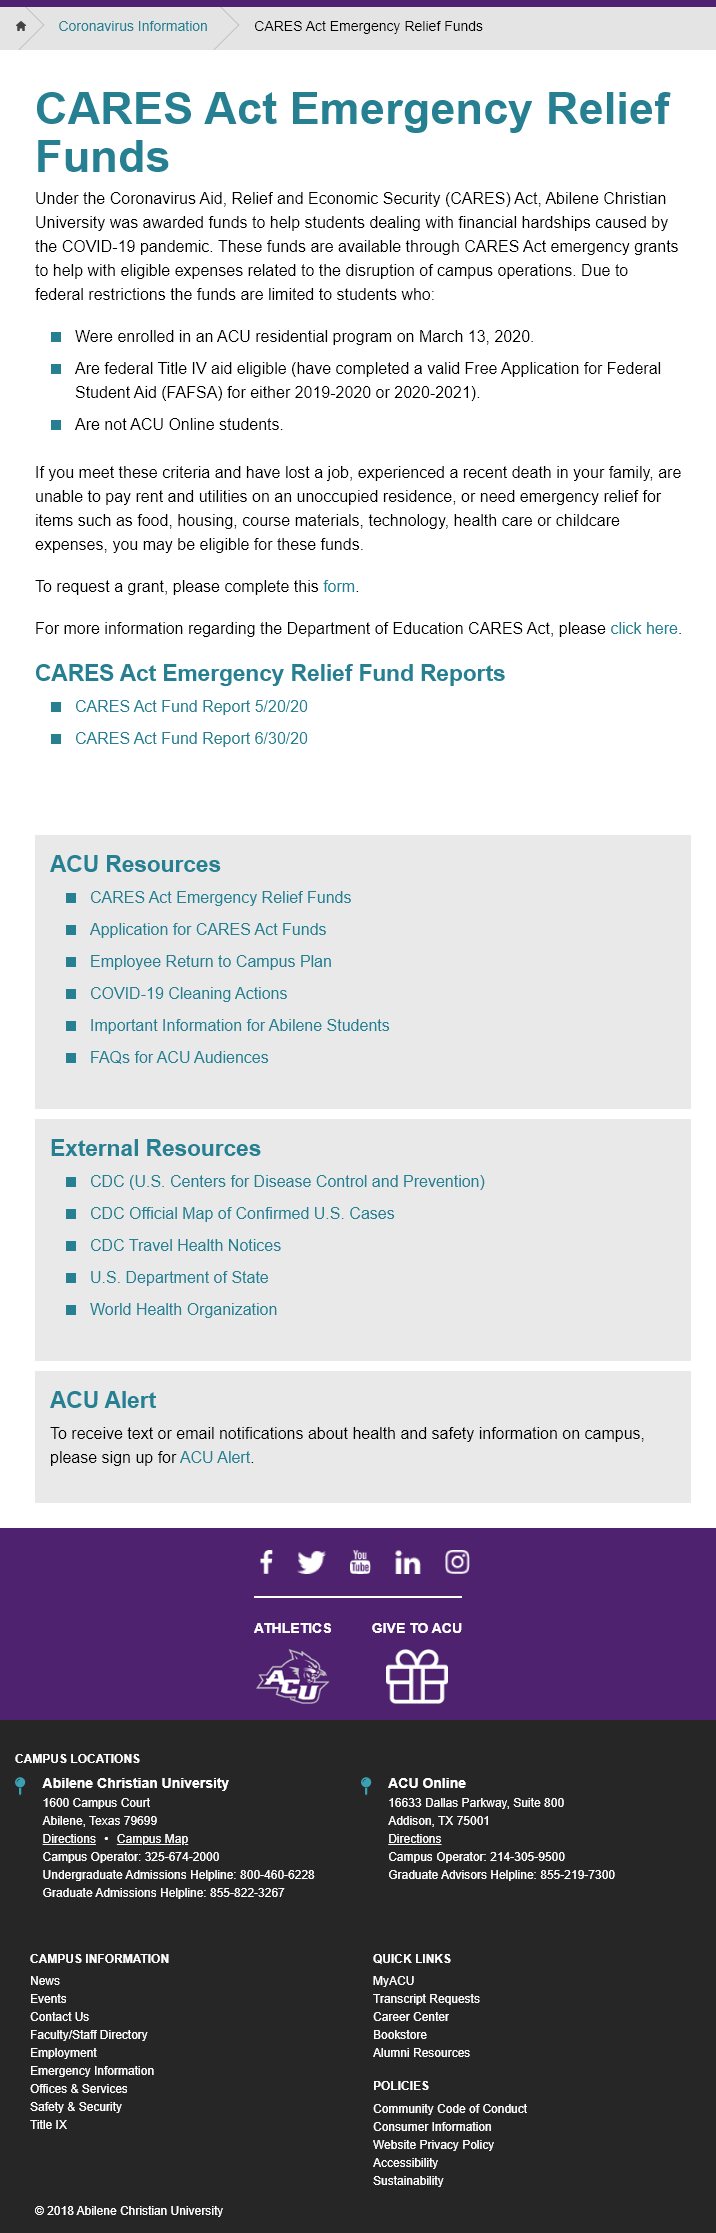 Coronavirus Information
CARES Act Emergency Relief Funds
CARES Act Emergency Relief
Funds
Under the Coronavirus Aid, Relief and Economic Security (CARES) Act, Abilene Christian
University was awarded funds to help students dealing with financial hardships caused by
the COVID-19 pandemic. These funds are available through CARES Act emergency grants
to help with eligible expenses related to the disruption of campus operations. Due to
federal restrictions the funds are limited to students who:
Were enrolled in an ACU residential program on March 13, 2020.
Are federal Title IV aid eligible (have completed a valid Free Application for Federal
Student Aid (FAFSA) for either 2019-2020 or 2020-2021).
Are not ACU Online students.
If you meet these criteria and have lost a job, experienced a recent death in your family, are
unable to pay rent and utilities on an unoccupied residence, or need emergency relief for
items such as food, housing, course materials, technology, health care or childcare
expenses, you may be eligible for these funds.
To request a grant, please complete this form.
For more information regarding the Department of Education CARES Act, please click here.
CARES Act Emergency Relief Fund Reports
CARES Act Fund Report 5/20/20
CARES Act Fund Report 6/30/20
ACU Resources
CARES Act Emergency Relief Funds
Application for CARES Act Funds
Employee Return to Campus Plan
COVID-19 Cleaning Actions
Important Information for Abilene Students
FAQs for ACU Audiences
External Resources
CDC (U.S. Centers for Disease Control and Prevention)
CDC Official Map of Confirmed U.S. Cases
CDC Travel Health Notices
U.S. Department of State
World Health Organization
ACU Alert
To receive text or email notifications about health and safety information on campus,
please sign up for ACU Alert.
You Tube
in
ATHLETICS
GIVE TO ACU
ACU
CAMPUS LOCATIONS
Abilene Christian University
1600 Campus Court
Abilene, Texas 79699
Directions • Campus Map
Campus Operator: 325-674-2000
Undergraduate Admissions Helpline: 800-460-6228
Graduate Admissions Helpline: 855-822-3267
ACU Online
16633 Dallas Parkway, Suite 800
Addison, TX 75001
Directions
Campus Operator: 214-305-9500
Graduate Advisors Helpline: 855-219-7300
CAMPUS INFORMATION
News
Events
Contact Us
Faculty/Staff Directory
Employment
Emergency Information
Offices & Services
Safety & Security
Title IX
QUICK LINKS
MyACU
Transcript Requests
Career Center
Bookstore
Alumni Resources
POLICIES
Community Code of Conduct
Consumer Information
Website Privacy Policy
Accessibility
Sustainability
© 2018 Abilene Christian University